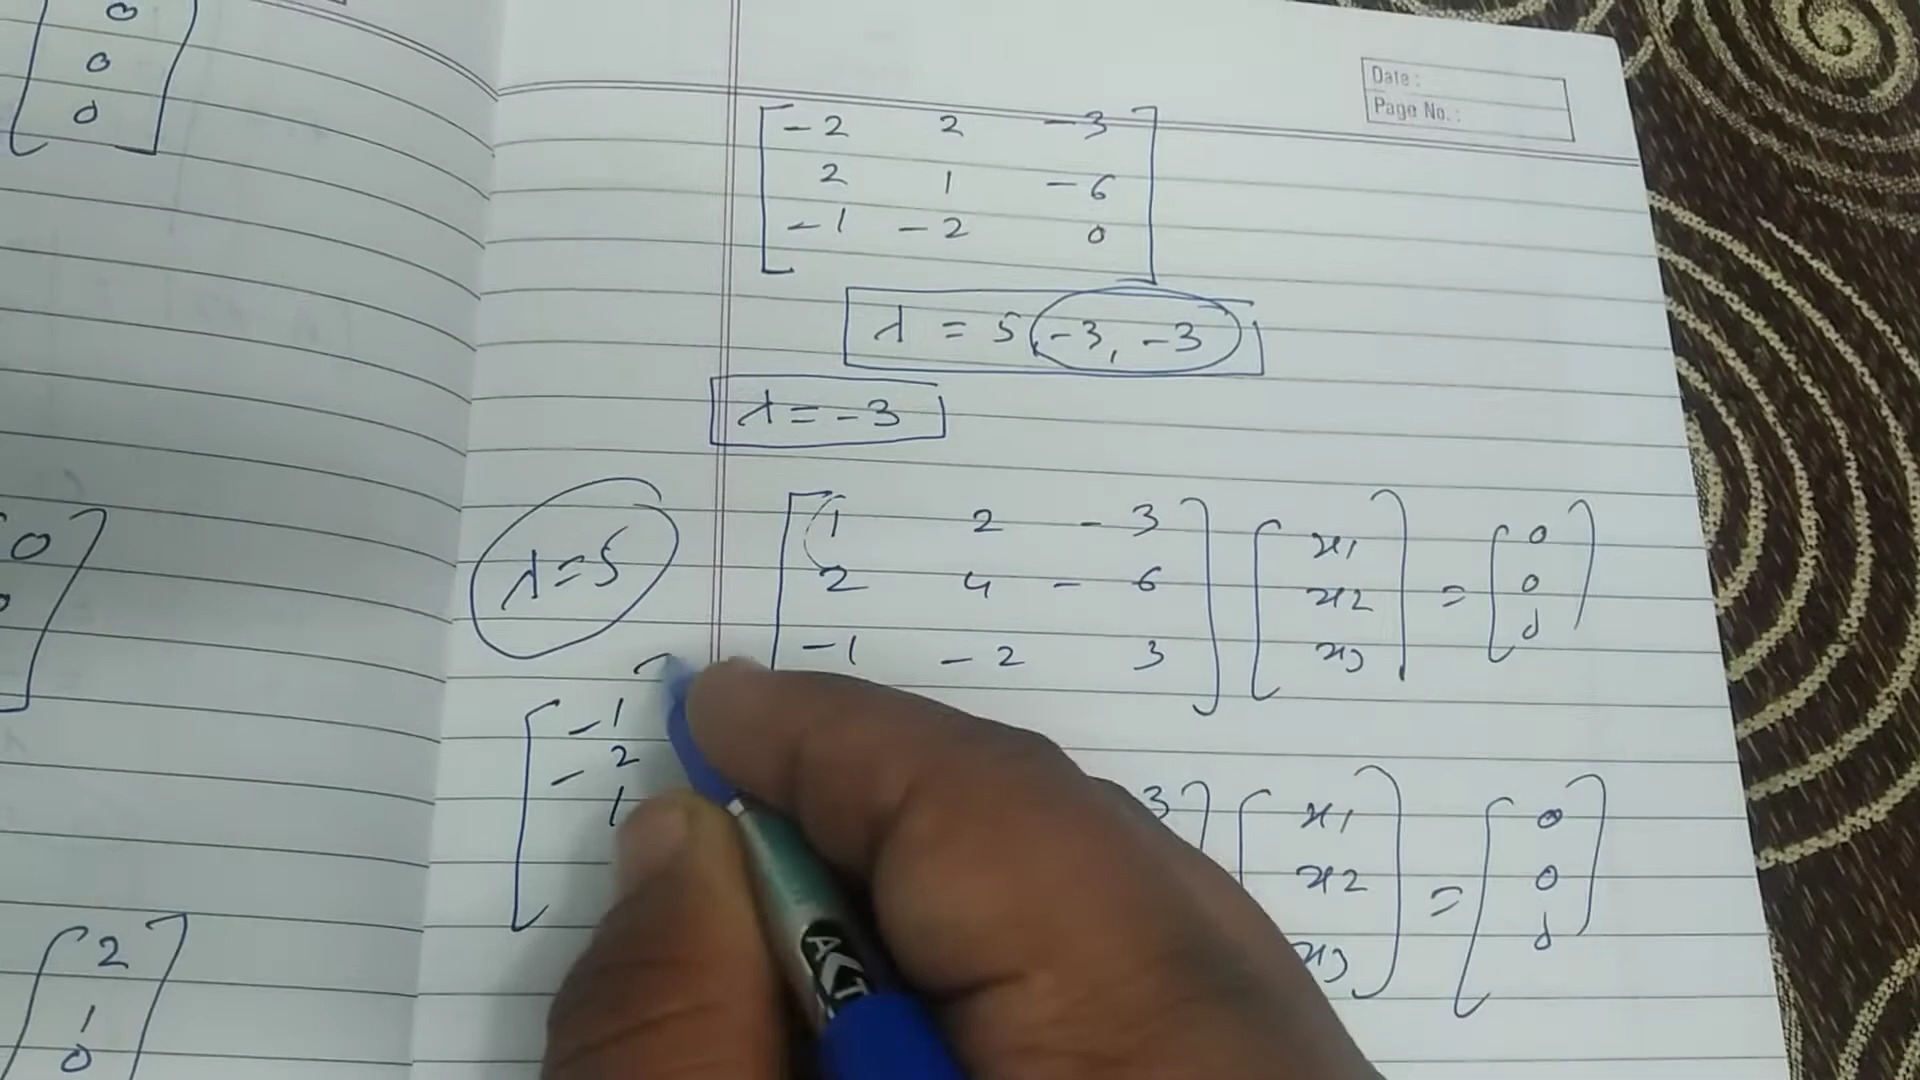 0
0
0
Date :
Page No. :
-2 2 -3
2 1 -6
-1 -2 0
λ = 5, -3, -3
λ = -3
λ = 5
1 2 -3
2 4 -6
-1 -2 3
x1
x2
x3
=
0
0
0
0
-1
-2
1
3
x1
x2
x3
=
0
0
0
2
1
0
ACT